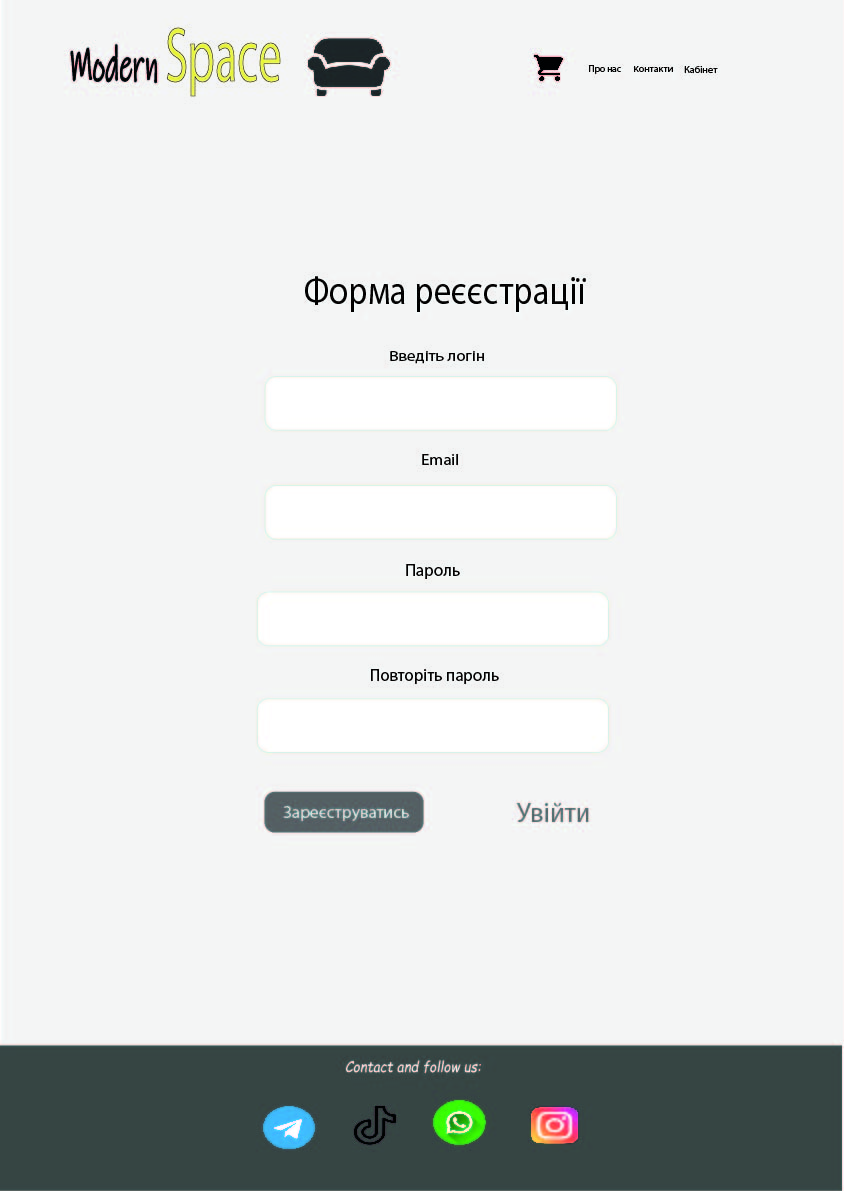 Modern Space
Про нас Контакти Кабінет
Форма реєєстрації
Введіть логін
Email
Пароль
Повторіть пароль
Зареєструватись Увійти
Contact and follow us: